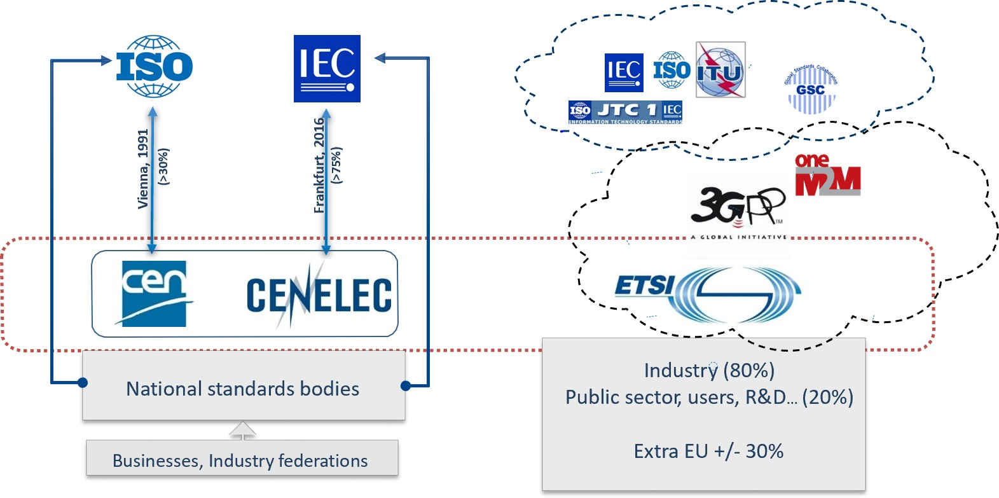 ISO
IEC
Vienna, 1991
(>30%)
Frankfurt, 2016
(>75%)
cen
CENELEC
National standards bodies
Businesses, Industry federations
IEC
ISO
ITU
Global Standards Collaboration
GSC
ISO
JTC 1
IEC
INFORMATION TECHNOLOGY STANDARDS
one
M2M
3GPP
TM
A GLOBAL INITIATIVE
ETSI
Industry (80%)
Public sector, users, R&D... (20%)
Extra EU +/- 30%